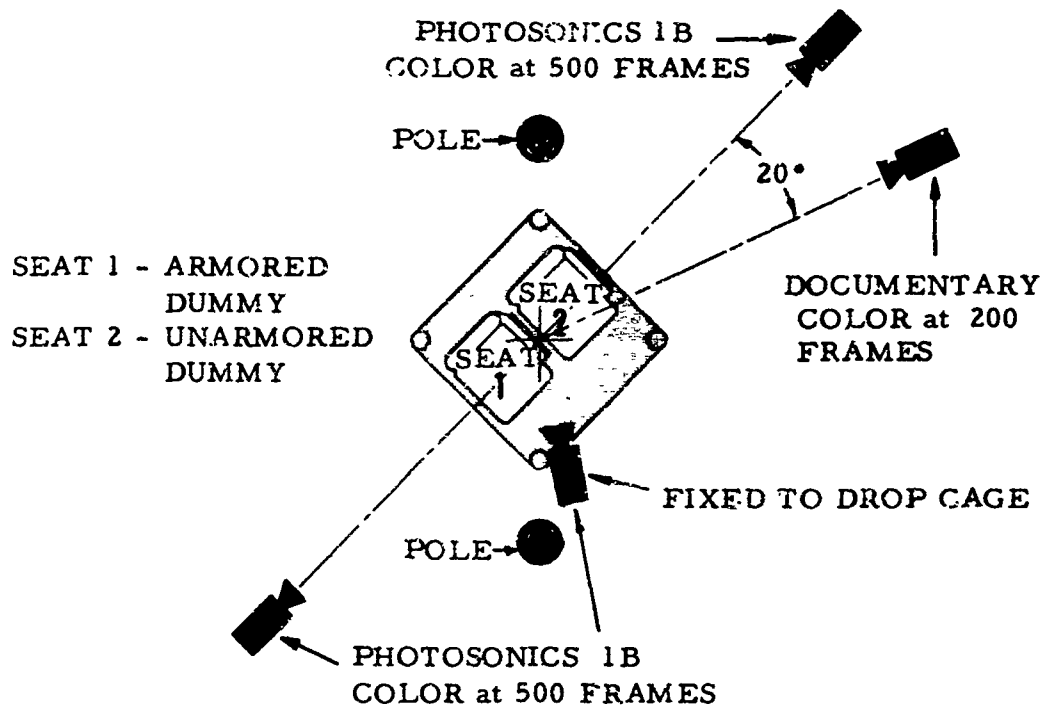 PHOTOSONICS 1B
COLOR at 500 FRAMES
POLE
20°
SEAT 1 - ARMORED
DUMMY
SEAT 2 - UNARMORED
DUMMY
SEAT
2
SEAT
1
DOCUMENTARY
COLOR at 200
FRAMES
FIXED TO DROP CAGE
POLE
PHOTOSONICS 1B
COLOR at 500 FRAMES